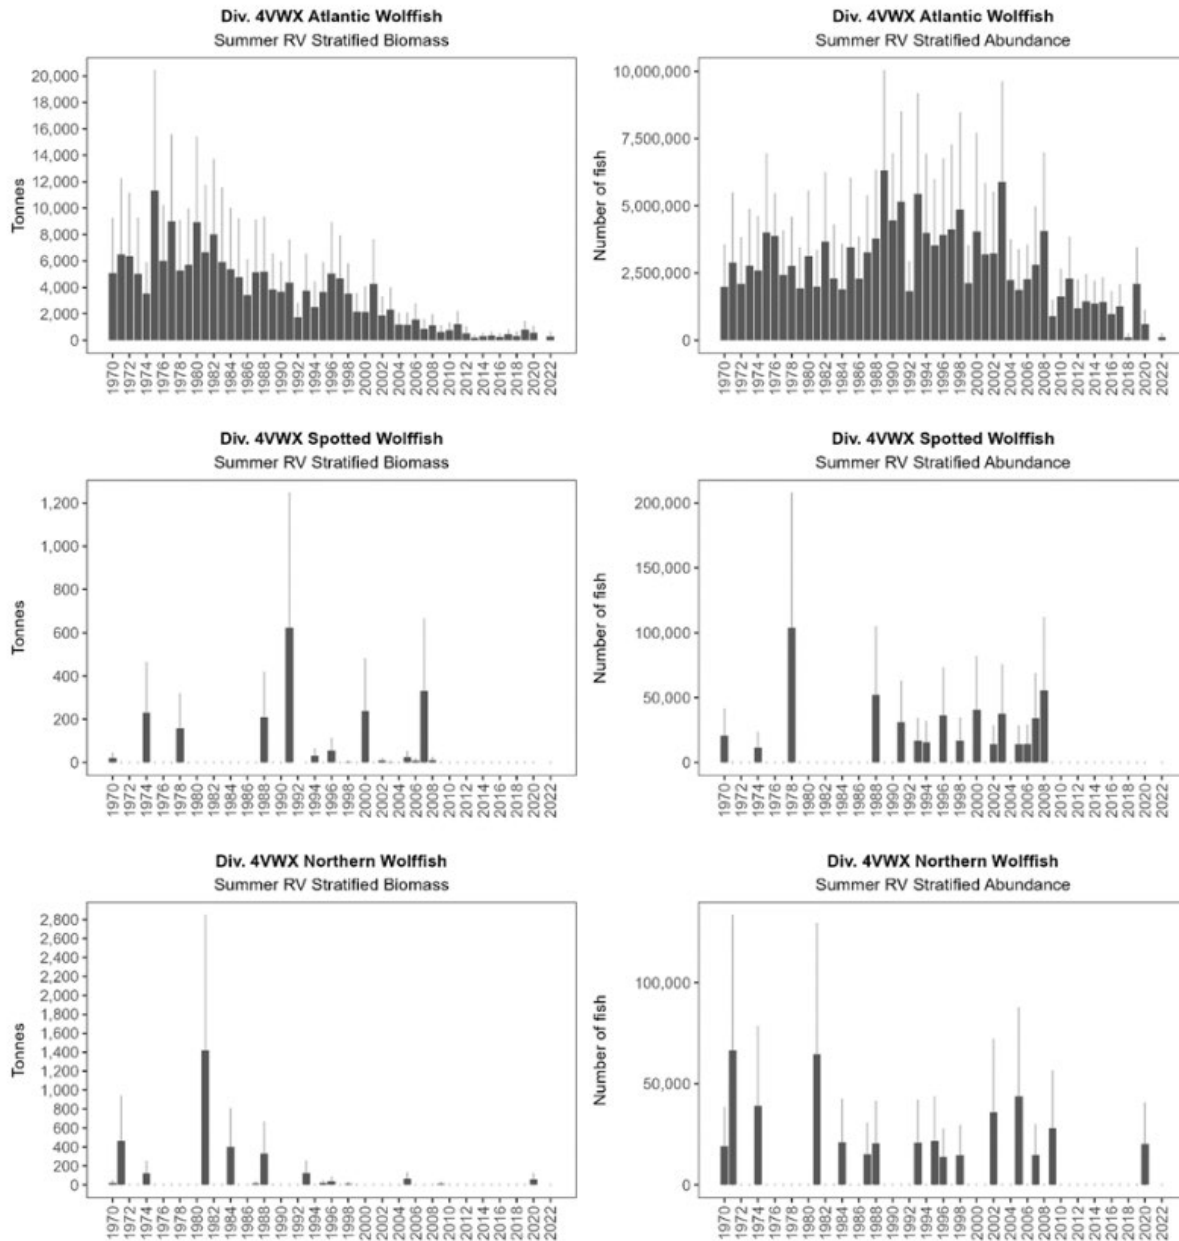 Div. 4VWX Atlantic Wolffish
Summer RV Stratified Biomass
Tonnes
20,000
18,000
16,000
14,000
12,000
10,000
8,000
6,000
4,000
2,000
0
1970 1972 1974 1976 1978 1980 1982 1984 1986 1988 1990 1992 1994 1996 1998 2000 2002 2004 2006 2008 2010 2012 2014 2016 2018 2020 2022
Div. 4VWX Atlantic Wolffish
Summer RV Stratified Abundance
Number of fish
10,000,000
7,500,000
5,000,000
2,500,000
0
1970 1972 1974 1976 1978 1980 1982 1984 1986 1988 1990 1992 1994 1996 1998 2000 2002 2004 2006 2008 2010 2012 2014 2016 2018 2020 2022
Div. 4VWX Spotted Wolffish
Summer RV Stratified Biomass
Tonnes
1,200
1,000
800
600
400
200
0
1970 1972 1974 1976 1978 1980 1982 1984 1986 1988 1990 1992 1994 1996 1998 2000 2002 2004 2006 2008 2010 2012 2014 2016 2018 2020 2022
Div. 4VWX Spotted Wolffish
Summer RV Stratified Abundance
Number of fish
200,000
150,000
100,000
50,000
0
1970 1972 1974 1976 1978 1980 1982 1984 1986 1988 1990 1992 1994 1996 1998 2000 2002 2004 2006 2008 2010 2012 2014 2016 2018 2020 2022
Div. 4VWX Northern Wolffish
Summer RV Stratified Biomass
Tonnes
2,800
2,600
2,400
2,200
2,000
1,800
1,600
1,400
1,200
1,000
800
600
400
200
0
1970 1972 1974 1976 1978 1980 1982 1984 1986 1988 1990 1992 1994 1996 1998 2000 2002 2004 2006 2008 2010 2012 2014 2016 2018 2020 2022
Div. 4VWX Northern Wolffish
Summer RV Stratified Abundance
Number of fish
100,000
50,000
0
1970 1972 1974 1976 1978 1980 1982 1984 1986 1988 1990 1992 1994 1996 1998 2000 2002 2004 2006 2008 2010 2012 2014 2016 2018 2020 2022